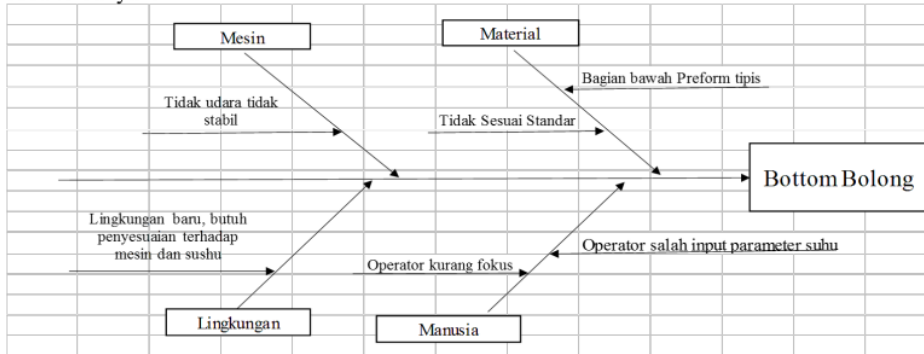 Mesin
Material
Bagian bawah Preform tipis
Tidak udara tidak
stabil
Tidak Sesuai Standar
Bottom Bolong
Lingkungan baru, butuh
penyesuaian terhadap
mesin dan sushu
Operator salah input parameter suhu
Operator kurang fokus
Lingkungan
Manusia